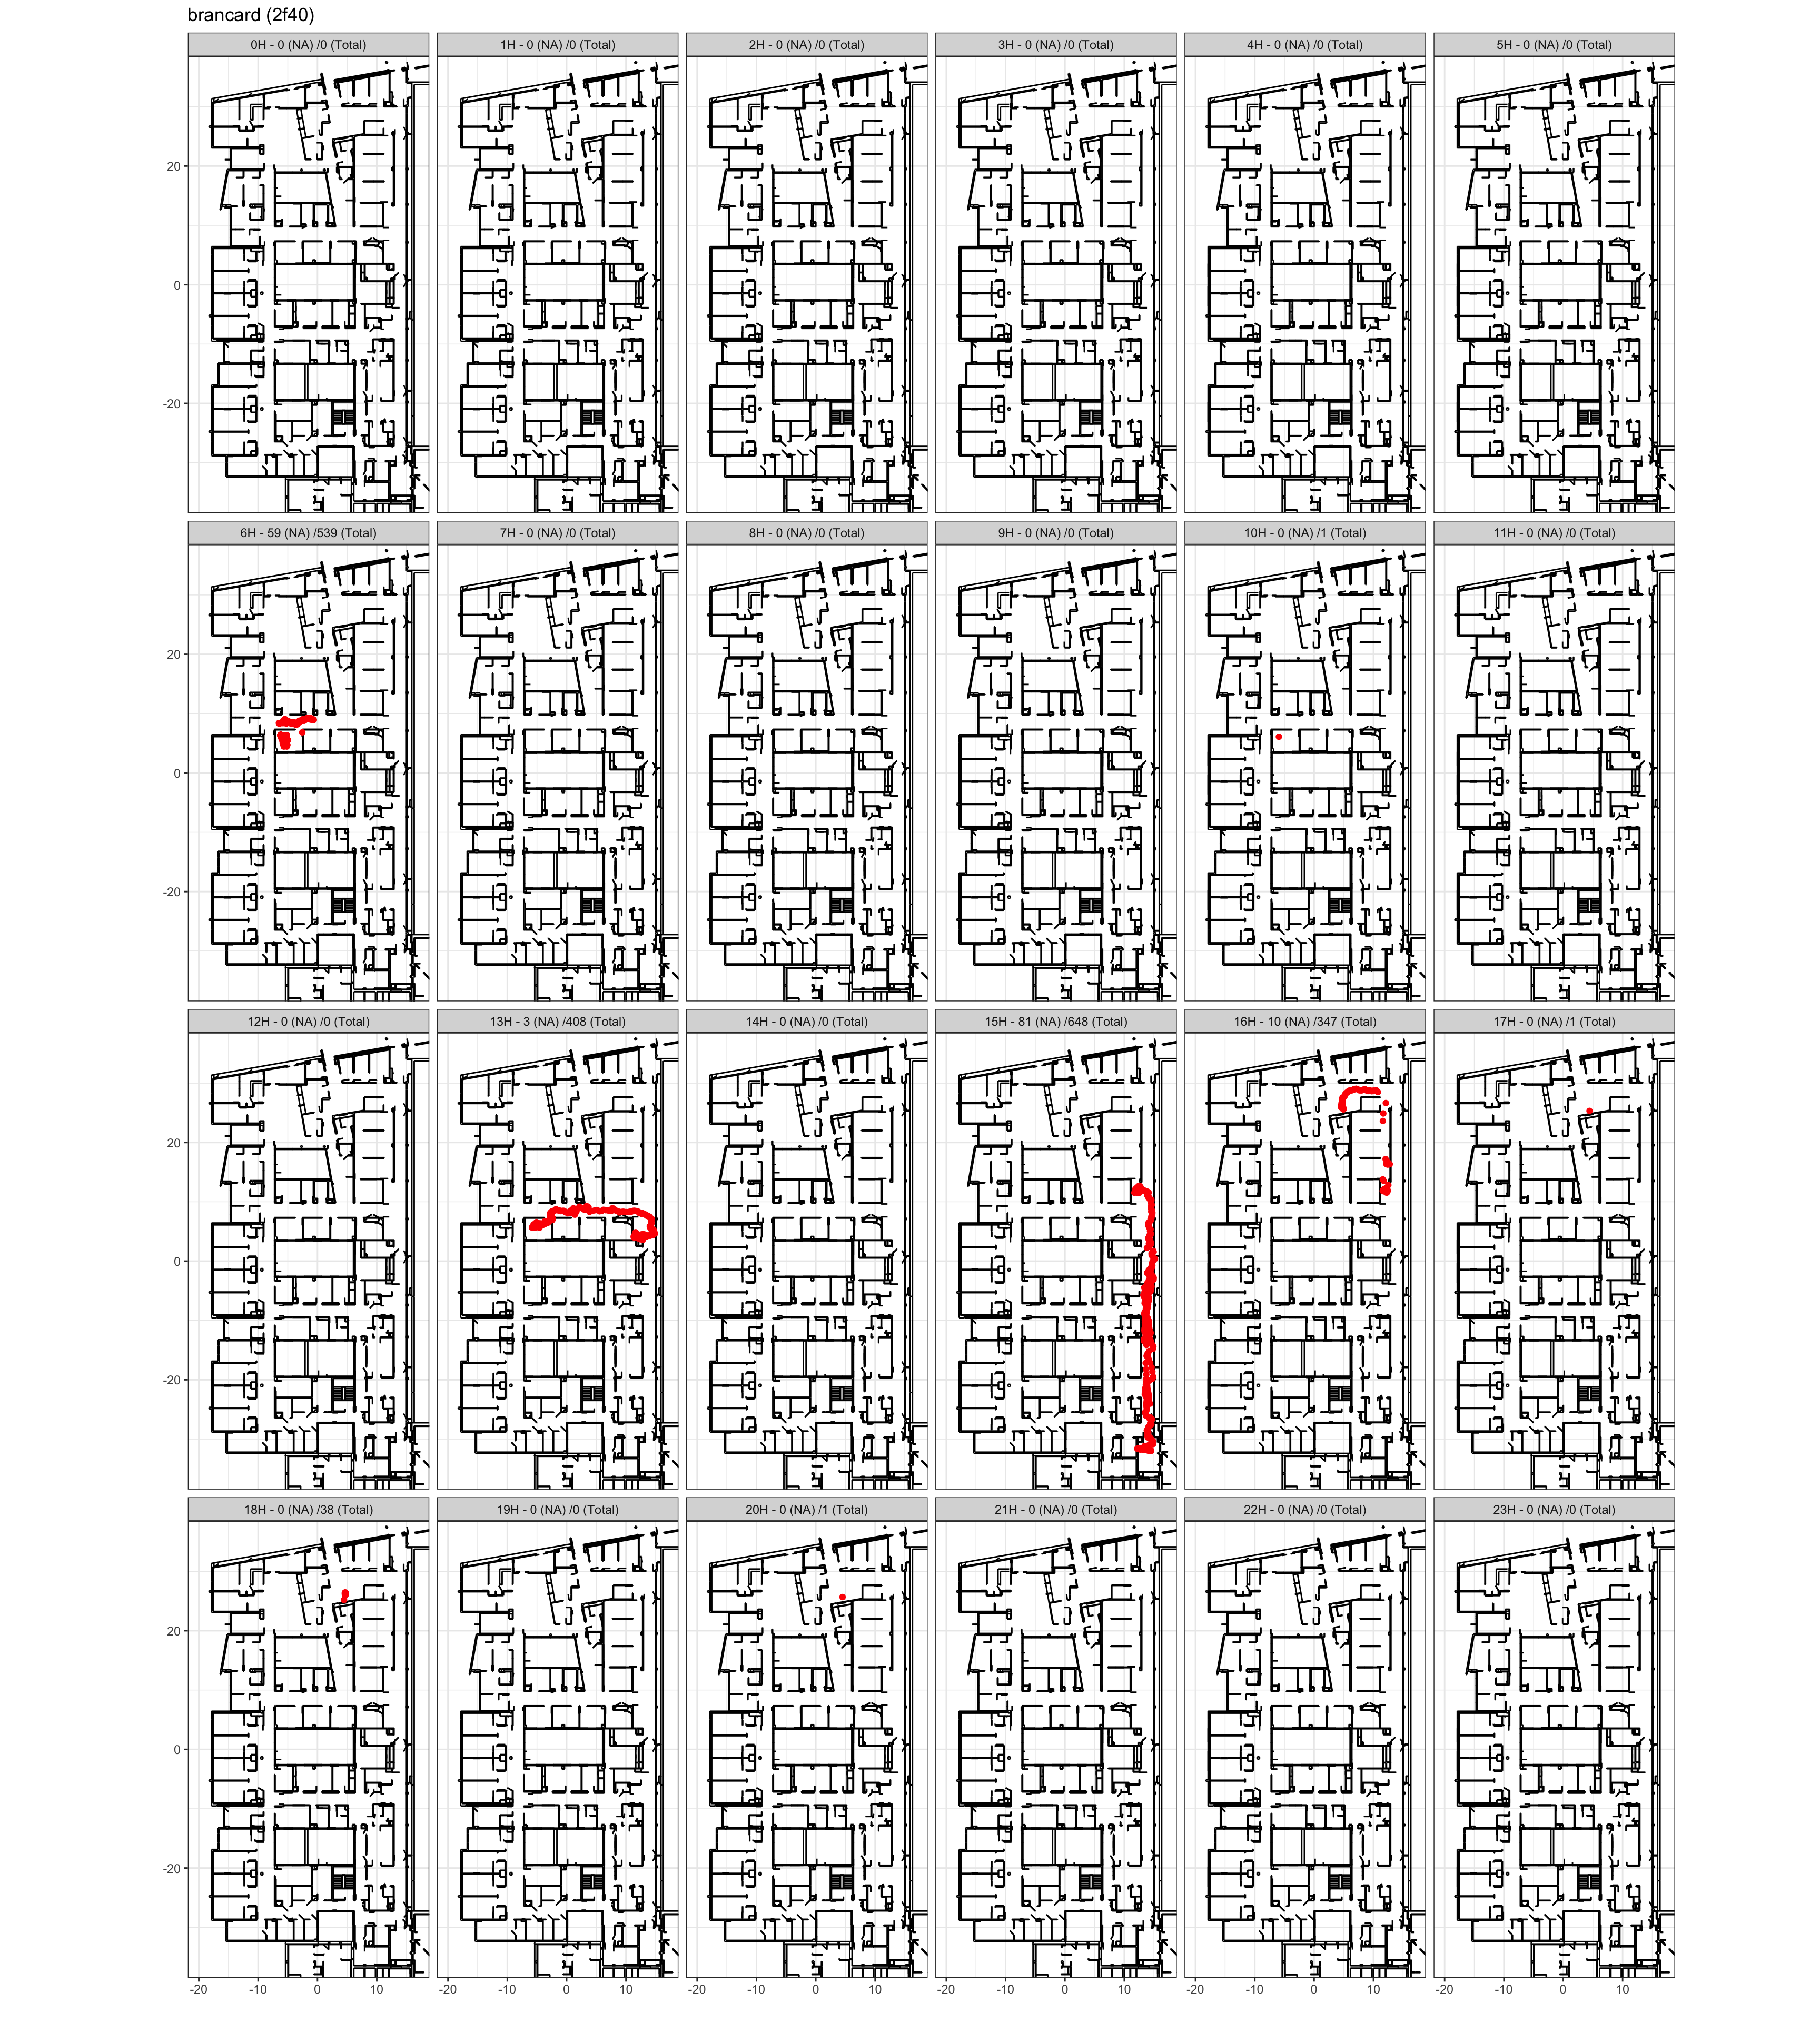 brancard (2f40)
0H - 0 (NA) /0 (Total) 1H - 0 (NA) /0 (Total) 2H - 0 (NA) /0 (Total) 3H - 0 (NA) /0 (Total) 4H - 0 (NA) /0 (Total) 5H - 0 (NA) /0 (Total)
20
0
-20
6H - 59 (NA) /539 (Total) 7H - 0 (NA) /0 (Total) 8H - 0 (NA) /0 (Total) 9H - 0 (NA) /0 (Total) 10H - 0 (NA) /1 (Total) 11H - 0 (NA) /0 (Total)
20
0
-20
12H - 0 (NA) /0 (Total) 13H - 3 (NA) /408 (Total) 14H - 0 (NA) /0 (Total) 15H - 81 (NA) /648 (Total) 16H - 10 (NA) /347 (Total) 17H - 0 (NA) /1 (Total)
20
0
-20
18H - 0 (NA) /38 (Total) 19H - 0 (NA) /0 (Total) 20H - 0 (NA) /1 (Total) 21H - 0 (NA) /0 (Total) 22H - 0 (NA) /0 (Total) 23H - 0 (NA) /0 (Total)
20
0
-20
-20 -10 0 10 -20 -10 0 10 -20 -10 0 10 -20 -10 0 10 -20 -10 0 10 -20 -10 0 10